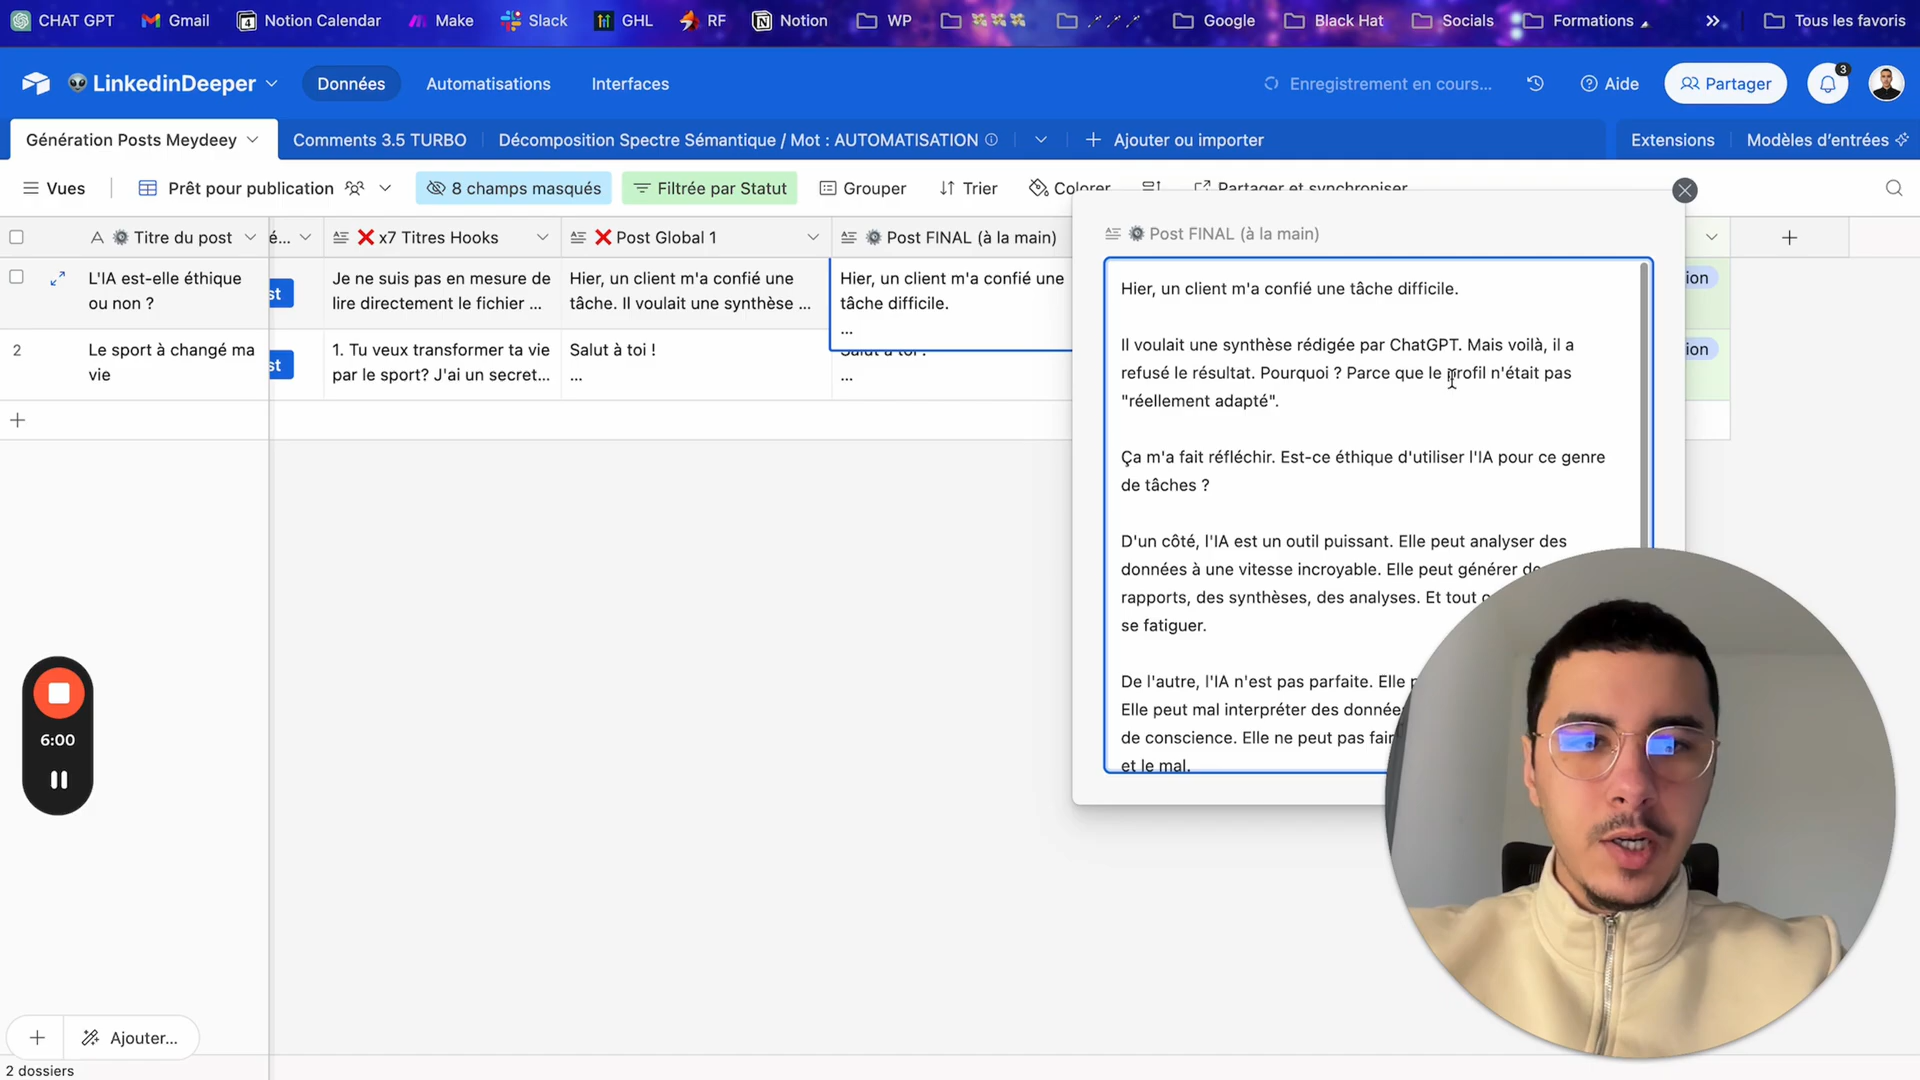 CHAT GPT
Gmail
4 Notion Calendar
Make
Slack
GHL
RF
Notion
WP
Google
Black Hat
Socials
Formations
Tous les favoris
LinkedinDeeper
Données
Automatisations
Interfaces
Enregistrement en cours...
Aide
Partager
3
Génération Posts Meydeey
Comments 3.5 TURBO
Décomposition Spectre Sémantique / Mot : AUTOMATISATION
Ajouter ou importer
Extensions
Modèles d'entrées
Vues
Prêt pour publication
8 champs masqués
Filtrée par Statut
Grouper
Trier
Colorer
Partager et synchroniser
Titre du post
é...
x7 Titres Hooks
Post Global 1
Post FINAL (à la main)
L'IA est-elle éthique
ou non ?
st
Je ne suis pas en mesure de
lire directement le fichier ...
Hier, un client m'a confié une
tâche. Il voulait une synthèse ...
Hier, un client m'a confié une
tâche difficile.
...
ion
2
Le sport à changé ma
vie
st
1. Tu veux transformer ta vie
par le sport? J'ai un secret...
Salut à toi !
...
Salut à toi !
...
ion
Post FINAL (à la main)
Hier, un client m'a confié une tâche difficile.
Il voulait une synthèse rédigée par ChatGPT. Mais voilà, il a
refusé le résultat. Pourquoi ? Parce que le profil n'était pas
"réellement adapté".
Ça m'a fait réfléchir. Est-ce éthique d'utiliser l'IA pour ce genre
de tâches ?
D'un côté, l'IA est un outil puissant. Elle peut analyser des
données à une vitesse incroyable. Elle peut générer de
rapports, des synthèses, des analyses. Et tout c
se fatiguer.
De l'autre, l'IA n'est pas parfaite. Elle p
Elle peut mal interpréter des donnée
de conscience. Elle ne peut pas fair
et le mal.
6:00
Ajouter...
2 dossiers